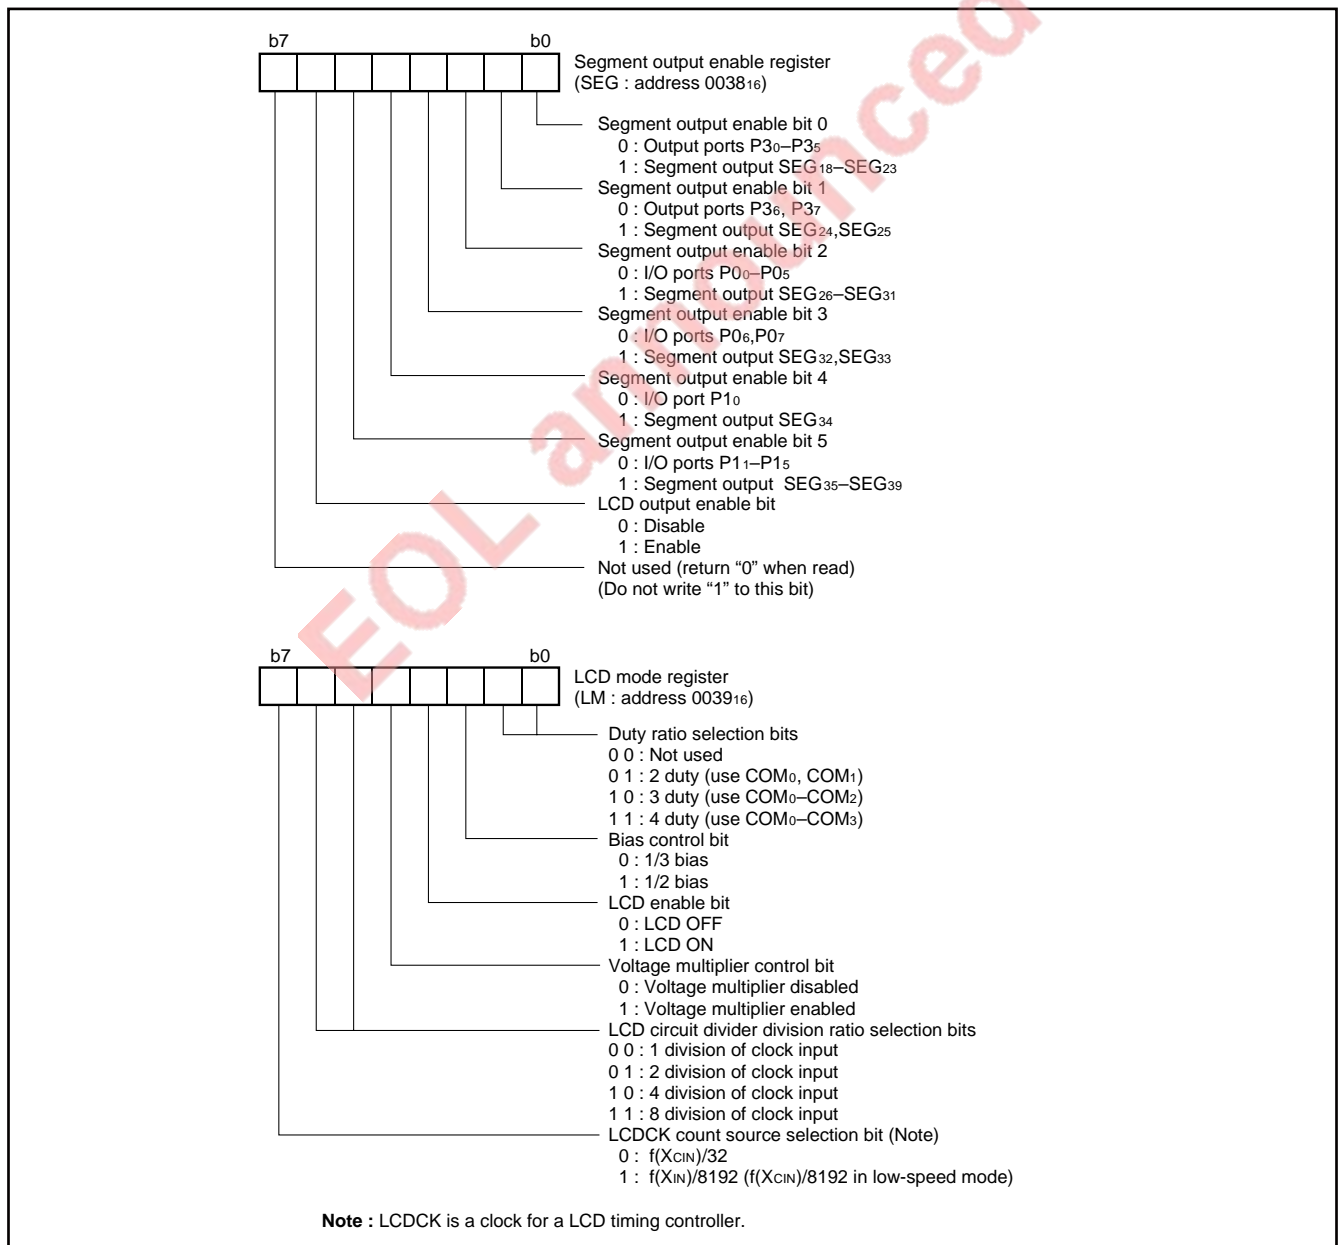 b7 b0
Segment output enable register
(SEG : address 003816)
Segment output enable bit 0
0 : Output ports P30–P35
1 : Segment output SEG18–SEG23
Segment output enable bit 1
0 : Output ports P36, P37
1 : Segment output SEG24,SEG25
Segment output enable bit 2
0 : I/O ports P00–P05
1 : Segment output SEG26–SEG31
Segment output enable bit 3
0 : I/O ports P06,P07
1 : Segment output SEG32,SEG33
Segment output enable bit 4
0 : I/O port P10
1 : Segment output SEG34
Segment output enable bit 5
0 : I/O ports P11–P15
1 : Segment output SEG35–SEG39
LCD output enable bit
0 : Disable
1 : Enable
Not used (return “0” when read)
(Do not write “1” to this bit)
b7 b0
LCD mode register
(LM : address 003916)
Duty ratio selection bits
0 0 : Not used
0 1 : 2 duty (use COM0, COM1)
1 0 : 3 duty (use COM0–COM2)
1 1 : 4 duty (use COM0–COM3)
Bias control bit
0 : 1/3 bias
1 : 1/2 bias
LCD enable bit
0 : LCD OFF
1 : LCD ON
Voltage multiplier control bit
0 : Voltage multiplier disabled
1 : Voltage multiplier enabled
LCD circuit divider division ratio selection bits
0 0 : 1 division of clock input
0 1 : 2 division of clock input
1 0 : 4 division of clock input
1 1 : 8 division of clock input
LCDCK count source selection bit (Note)
0 : f(XCIN)/32
1 : f(XIN)/8192 (f(XCIN)/8192 in low-speed mode)
Note : LCDCK is a clock for a LCD timing controller.
EOL announced